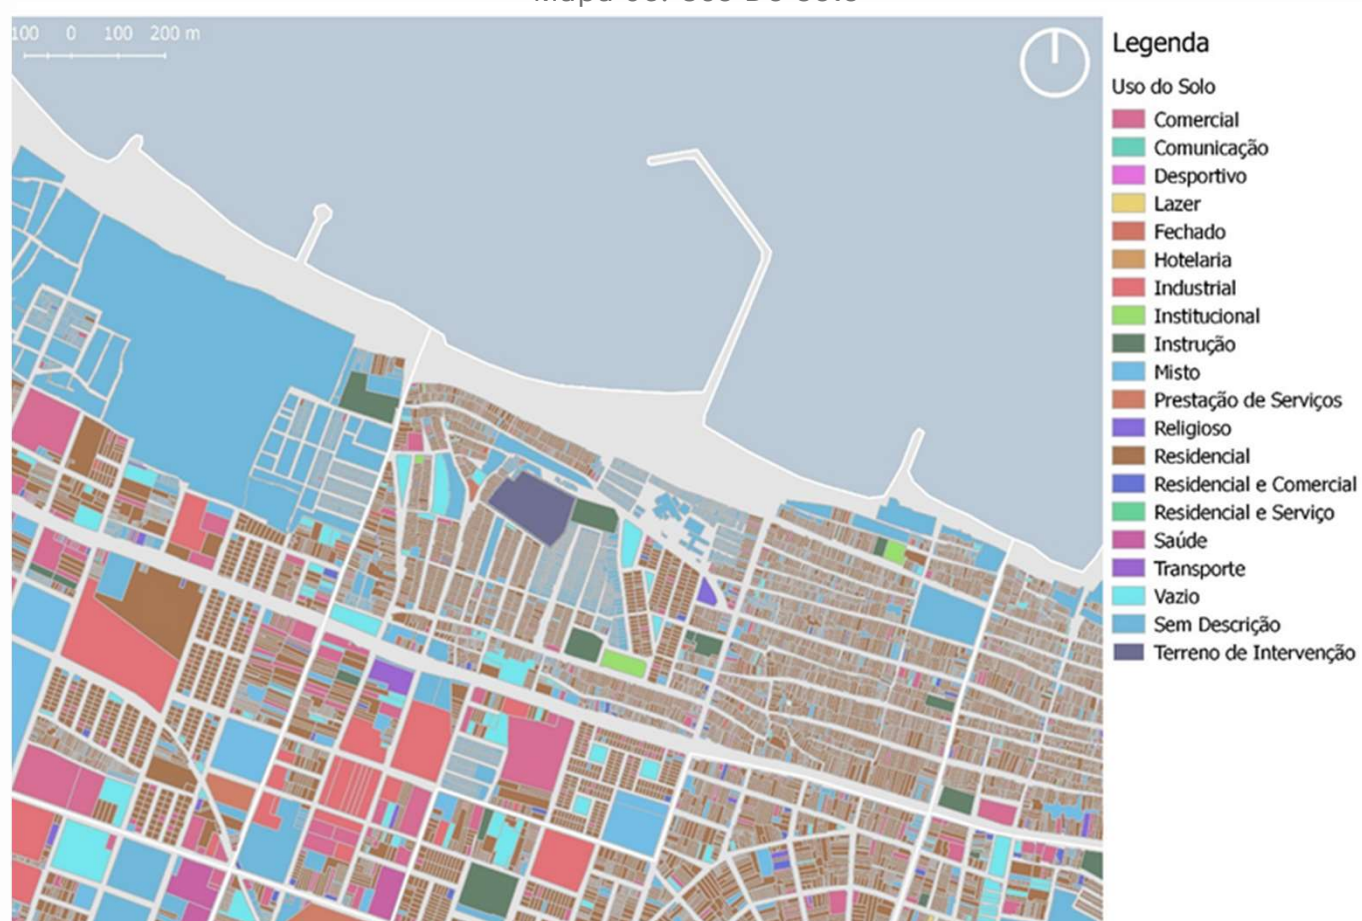 100 0 100 200 m
Legenda
Uso do Solo
Comercial
Comunicação
Desportivo
Lazer
Fechado
Hotelaria
Industrial
Institucional
Instrução
Misto
Prestação de Serviços
Religioso
Residencial
Residencial e Comercial
Residencial e Serviço
Saúde
Transporte
Vazio
Sem Descrição
Terreno de Intervenção